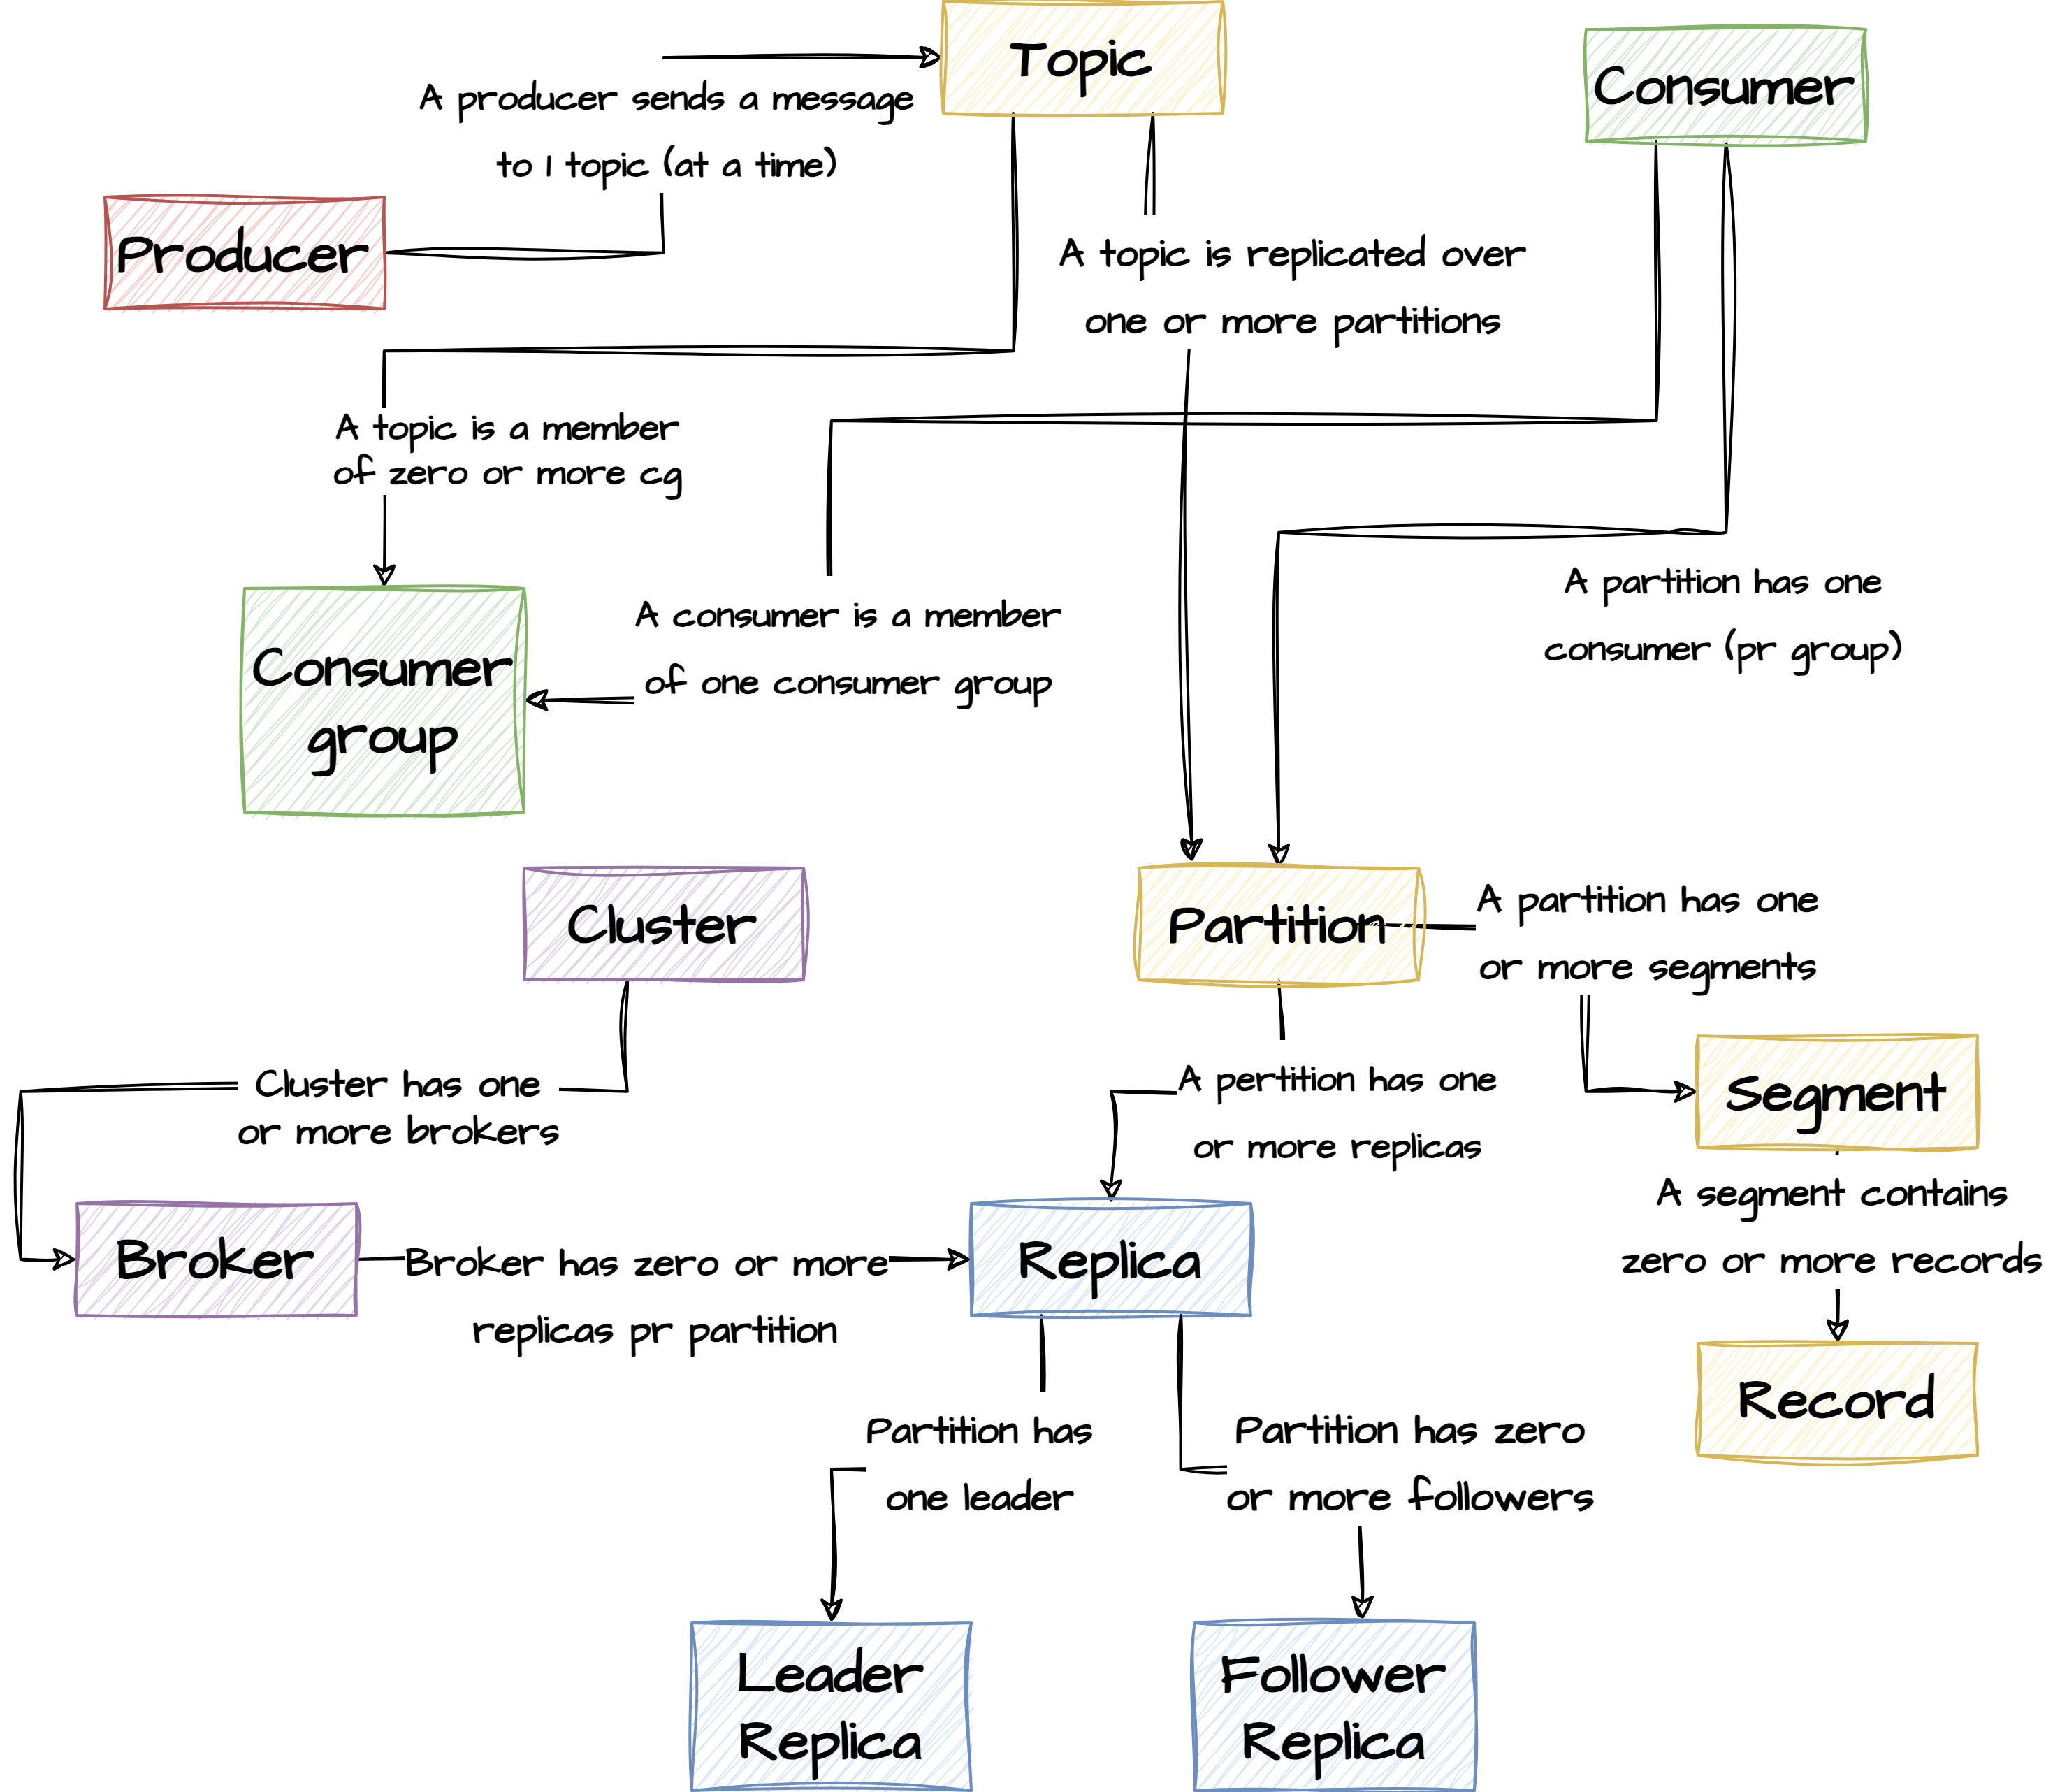 Topic
Consumer
A producer sends a message
to 1 topic (at a time)
Producer
A topic is replicated over
one or more partitions
A topic is a member
of zero or more cg
A partition has one
consumer (pr group)
A consumer is a member
of one consumer group
Consumer
group
Cluster
Partition
A partition has one
or more segments
Cluster has one
or more brokers
A pertition has one
or more replicas
Segment
A segment contains
zero or more records
Broker
Broker has zero or more
replicas pr partition
Replica
Record
Partition has
one leader
Partition has zero
or more followers
Leader
Replica
Follower
Replica